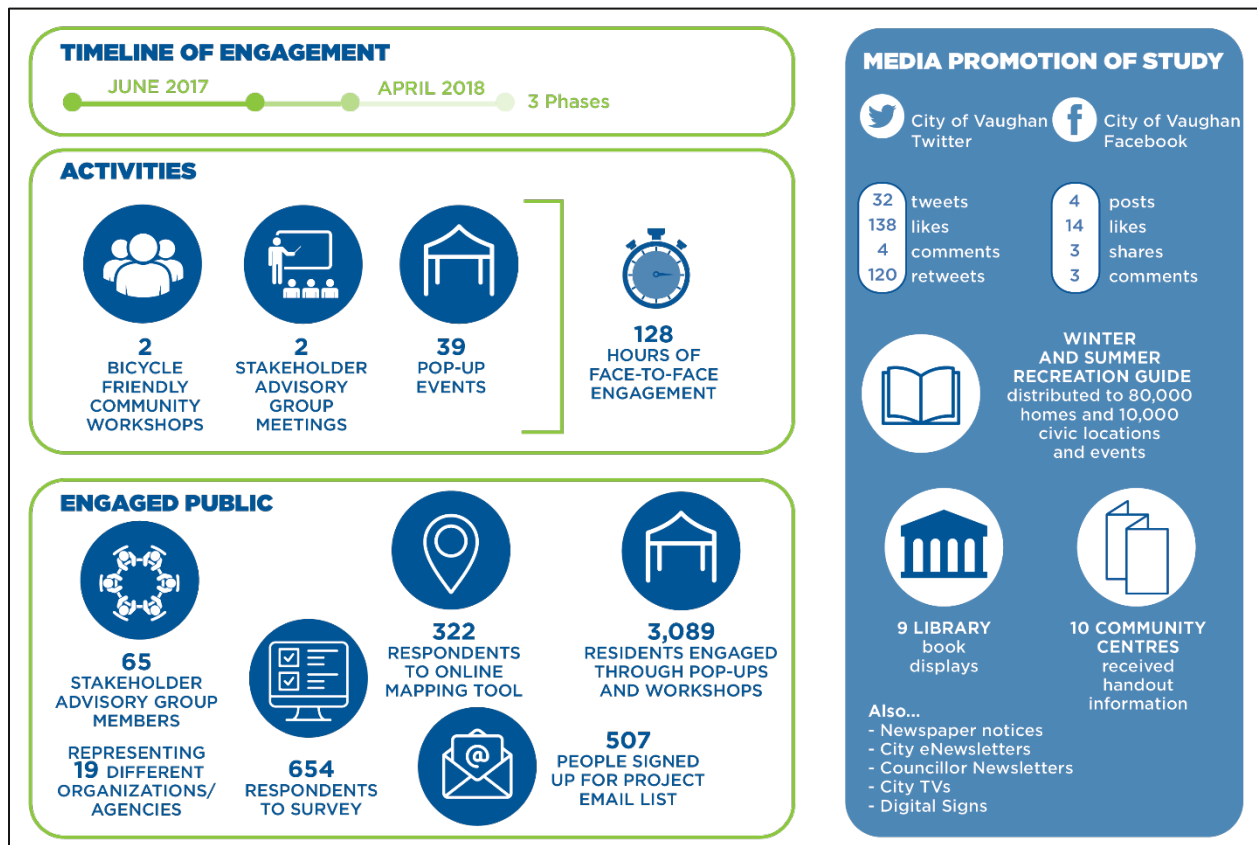 TIMELINE OF ENGAGEMENT
JUNE 2017
APRIL 2018
3 Phases
ACTIVITIES
2
BICYCLE
FRIENDLY
COMMUNITY
WORKSHOPS
2
STAKEHOLDER
ADVISORY
GROUP
MEETINGS
39
POP-UP
EVENTS
128
HOURS OF
FACE-TO-FACE
ENGAGEMENT
ENGAGED PUBLIC
65
STAKEHOLDER
ADVISORY GROUP
MEMBERS
REPRESENTING
19 DIFFERENT
ORGANIZATIONS/
AGENCIES
654
RESPONDENTS
TO SURVEY
322
RESPONDENTS
TO ONLINE
MAPPING TOOL
@
507
PEOPLE SIGNED
UP FOR PROJECT
EMAIL LIST
3,089
RESIDENTS ENGAGED
THROUGH POP-UPS
AND WORKSHOPS
MEDIA PROMOTION OF STUDY
City of Vaughan
Twitter
32 tweets
138 likes
4 comments
120 retweets
f
City of Vaughan
Facebook
4 posts
14 likes
3 shares
3 comments
WINTER
AND SUMMER
RECREATION GUIDE
distributed to 80,000
homes and 10,000
civic locations
and events
9 LIBRARY
book
displays
10 COMMUNITY
CENTRES
received
handout
information
Also...
- Newspaper notices
- City eNewsletters
- Councillor Newsletters
- City TVs
- Digital Signs